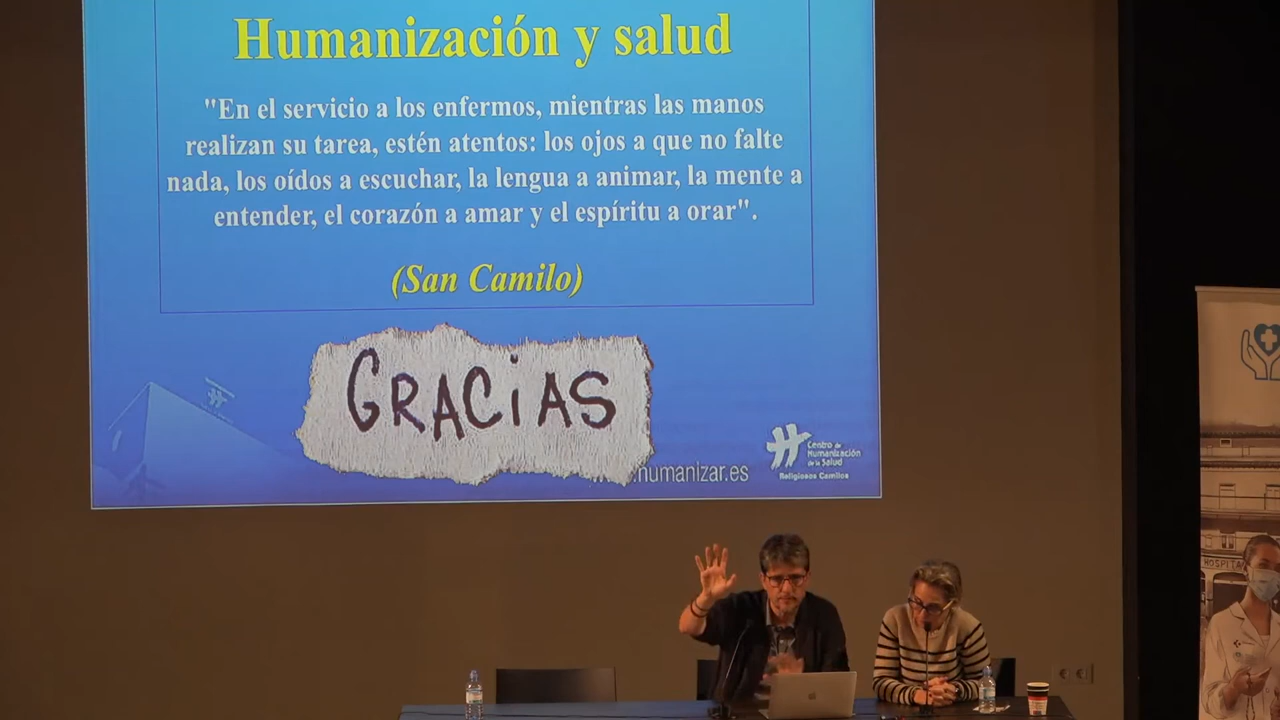 Humanización y salud
"En el servicio a los enfermos, mientras las manos
realizan su tarea, estén atentos: los ojos a que no falte
nada, los oídos a escuchar, la lengua a animar, la mente a
entender, el corazón a amar y el espíritu a orar".
(San Camilo)
GRACiAS
.humanizar.es
Centro de
Humanización
de la Salud
Religiosos Camilos
HOSPITA